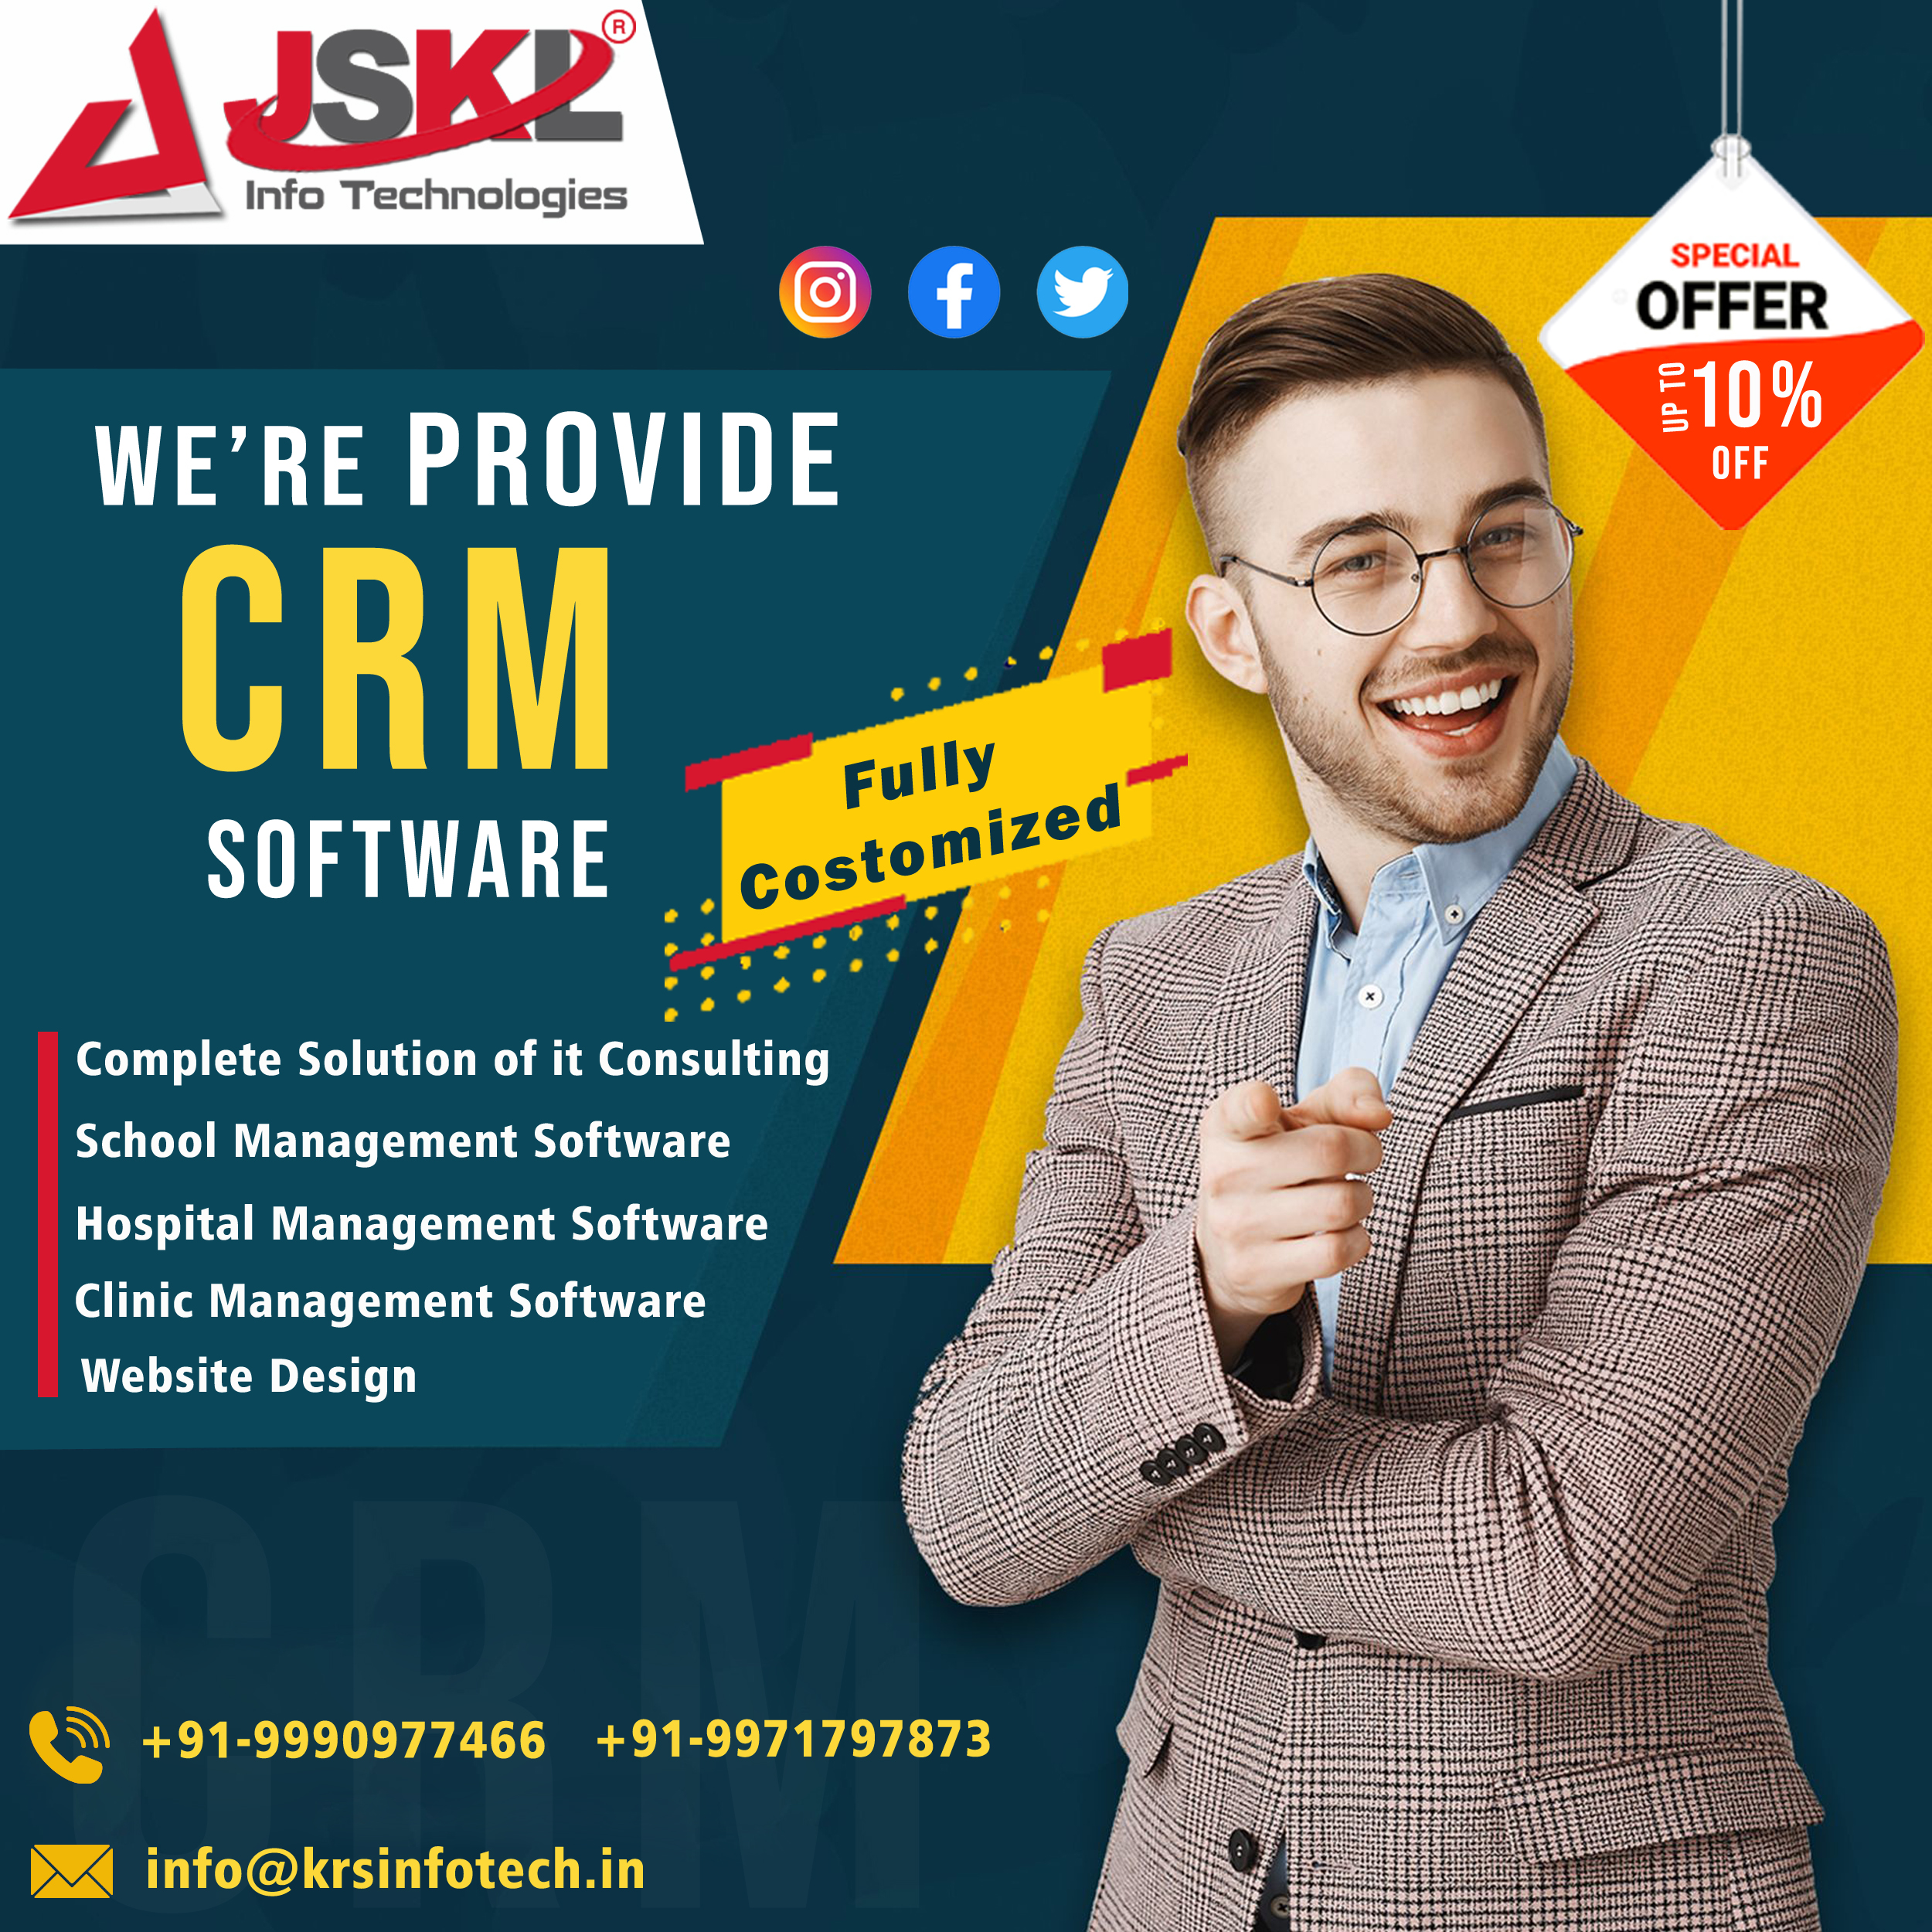 JSKL®
Info Technologies
SPECIAL
OFFER
UP TO 10%
OFF
WE'RE PROVIDE
CRM
SOFTWARE
Fully
Costomized
Complete Solution of it Consulting
School Management Software
Hospital Management Software
Clinic Management Software
Website Design
CRM
+91-9990977466 +91-9971797873
info@krsinfotech.in